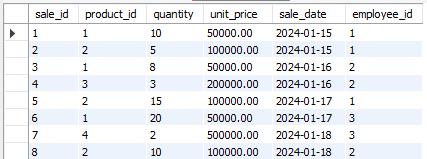 sale_id product_id quantity unit_price sale_date employee_id
1 1 10 50000.00 2024-01-15 1
2 2 5 100000.00 2024-01-15 1
3 1 8 50000.00 2024-01-16 2
4 3 3 200000.00 2024-01-16 2
5 2 15 100000.00 2024-01-17 1
6 1 20 50000.00 2024-01-17 3
7 4 2 500000.00 2024-01-18 3
8 2 10 100000.00 2024-01-18 2